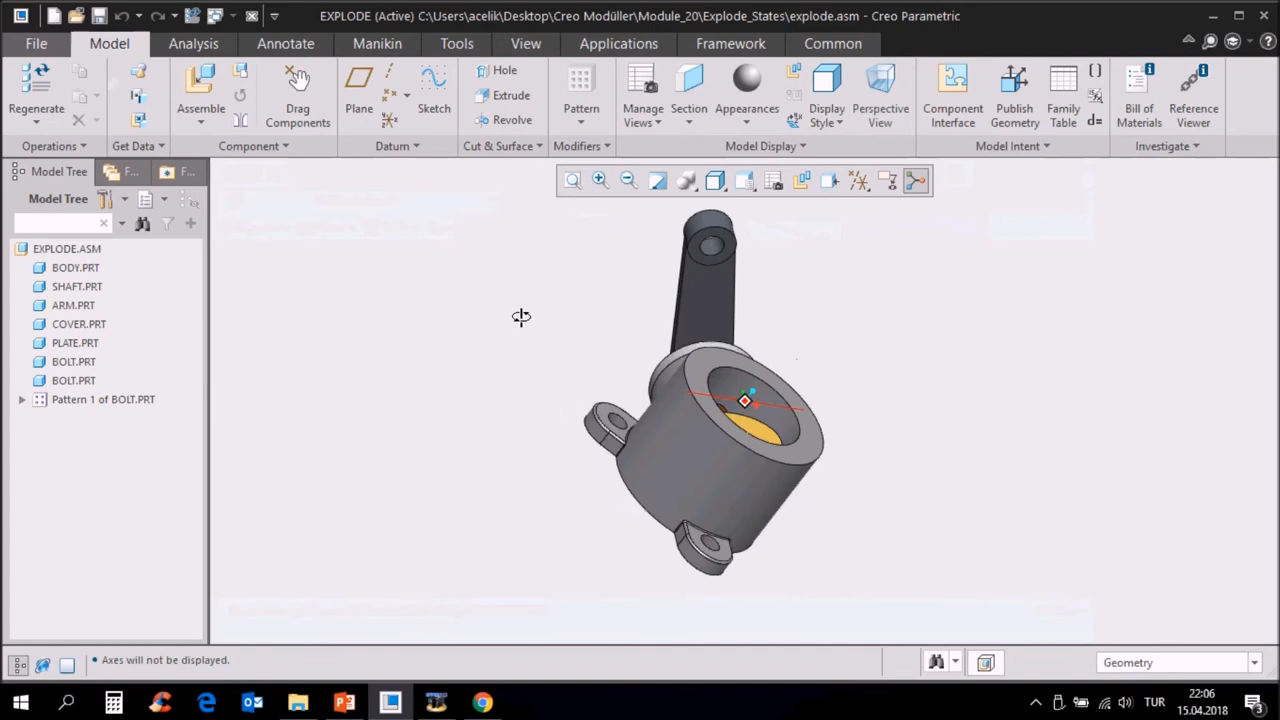 EXPLODE (Active) C:\Users\acelik\Desktop\Creo Modüller\Module_20\Explode_States\explode.asm - Creo Parametric
File Model Analysis Annotate Manikin Tools View Applications Framework Common
Regenerate Assemble Drag Components Plane Sketch Hole Extrude Revolve Pattern Manage Views Section Appearances Display Style Perspective View Component Interface Publish Geometry Family Table Bill of Materials Reference Viewer
Operations Get Data Component Datum Cut & Surface Modifiers Model Display Model Intent Investigate
Model Tree F... F...
Model Tree
EXPLODE.ASM
BODY.PRT
SHAFT.PRT
ARM.PRT
COVER.PRT
PLATE.PRT
BOLT.PRT
BOLT.PRT
Pattern 1 of BOLT.PRT
• Axes will not be displayed.
Geometry
TUR
22:06
15.04.2018
3